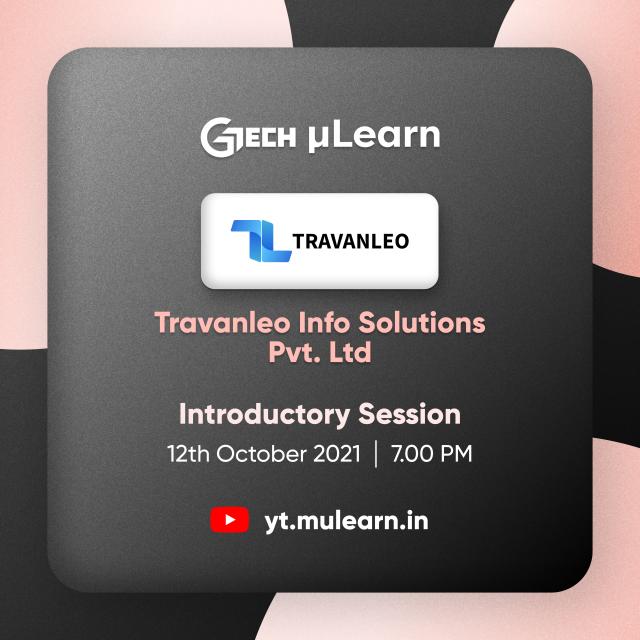 GTECH µLearn
TRAVANLEO
Travanleo Info Solutions
Pvt. Ltd
Introductory Session
12th October 2021 | 7.00 PM
yt.mulearn.in